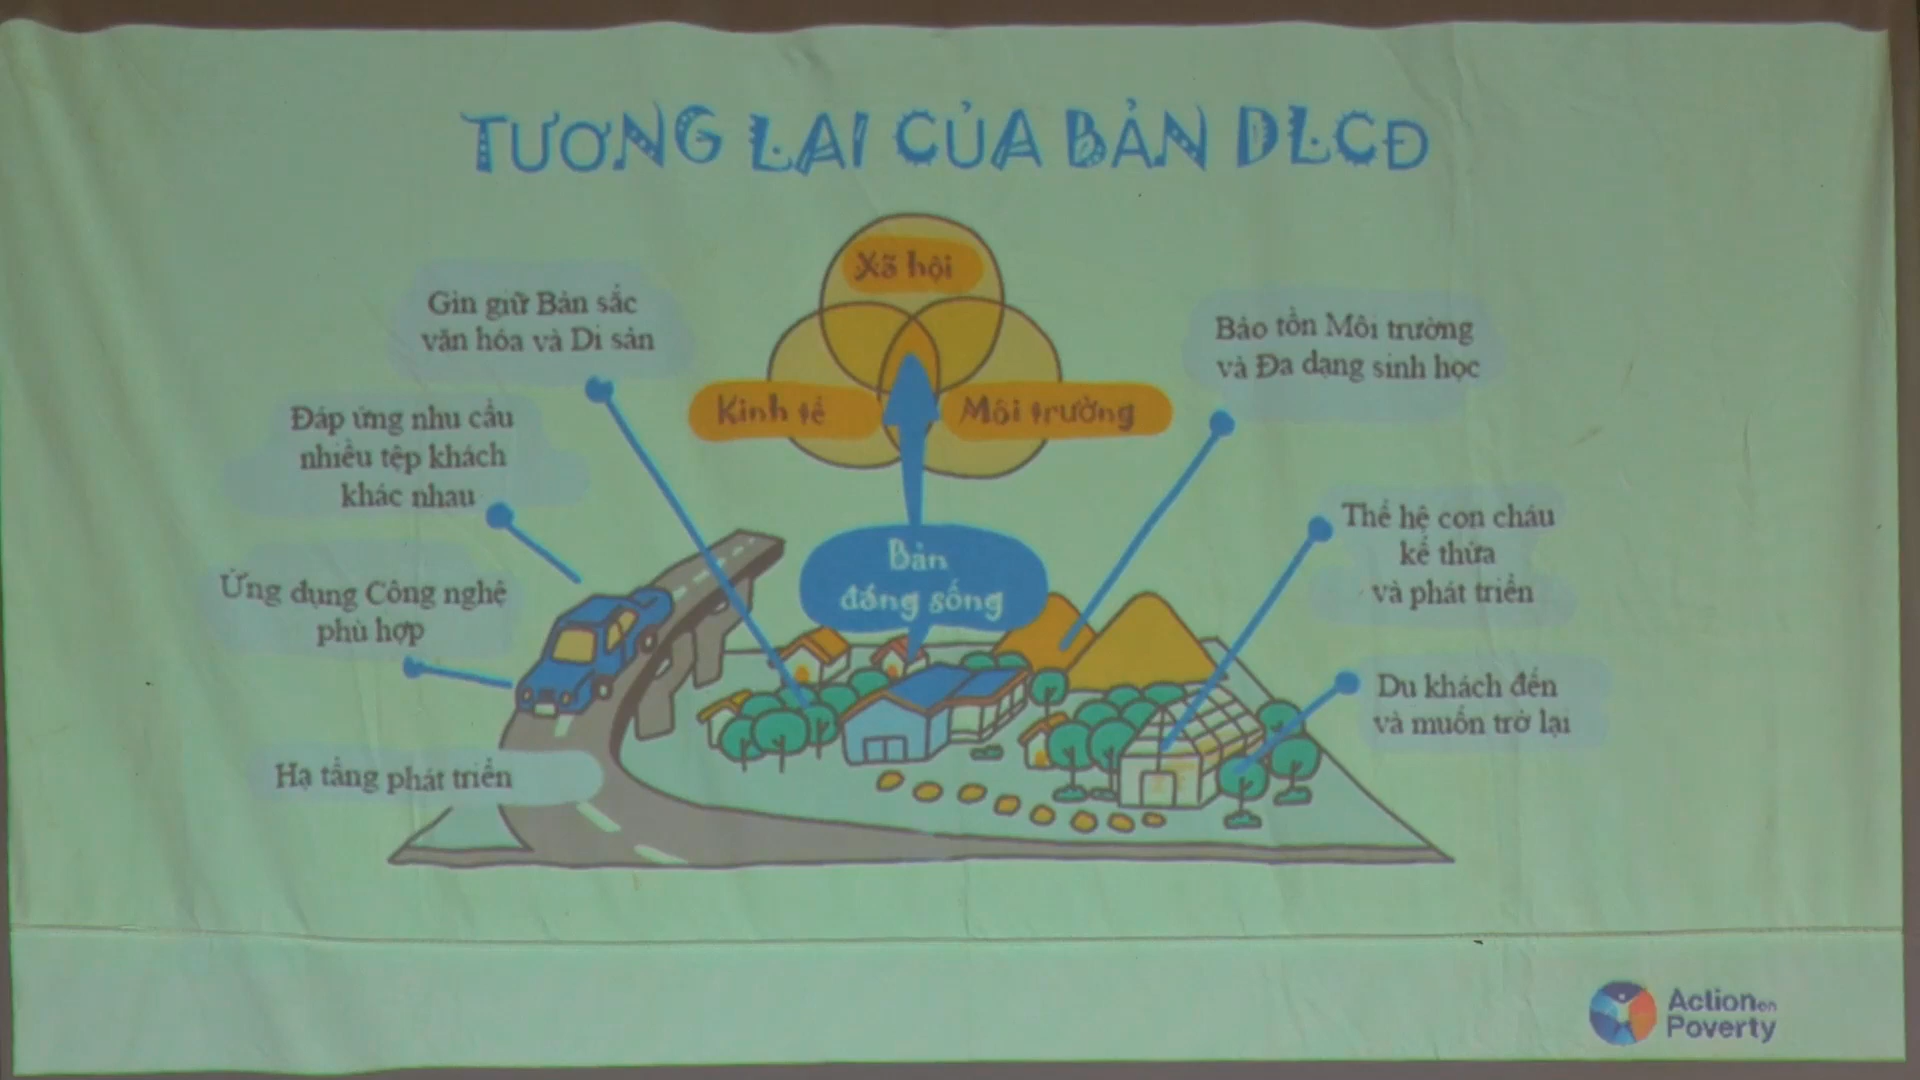 TƯƠNG LAI CỦA BẢN DLCĐ
Xã hội
Kinh tế
Môi trường
Bản
đáng sống
Gìn giữ Bản sắc
văn hóa và Di sản
Đáp ứng nhu cầu
nhiều tệp khách
khác nhau
Ứng dụng Công nghệ
phù hợp
Hạ tầng phát triển
Bảo tồn Môi trường
và Đa dạng sinh học
Thế hệ con cháu
kế thừa
và phát triển
Du khách đến
và muốn trở lại
Action on
Poverty